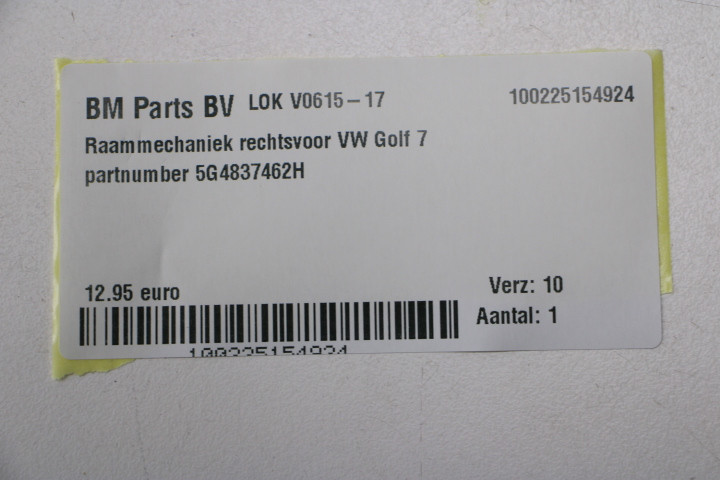 BM Parts BV LOK V0615-17 100225154924
Raammechaniek rechtsvoor VW Golf 7
partnumber 5G4837462H
12.95 euro Verz: 10
Aantal: 1
100225154924